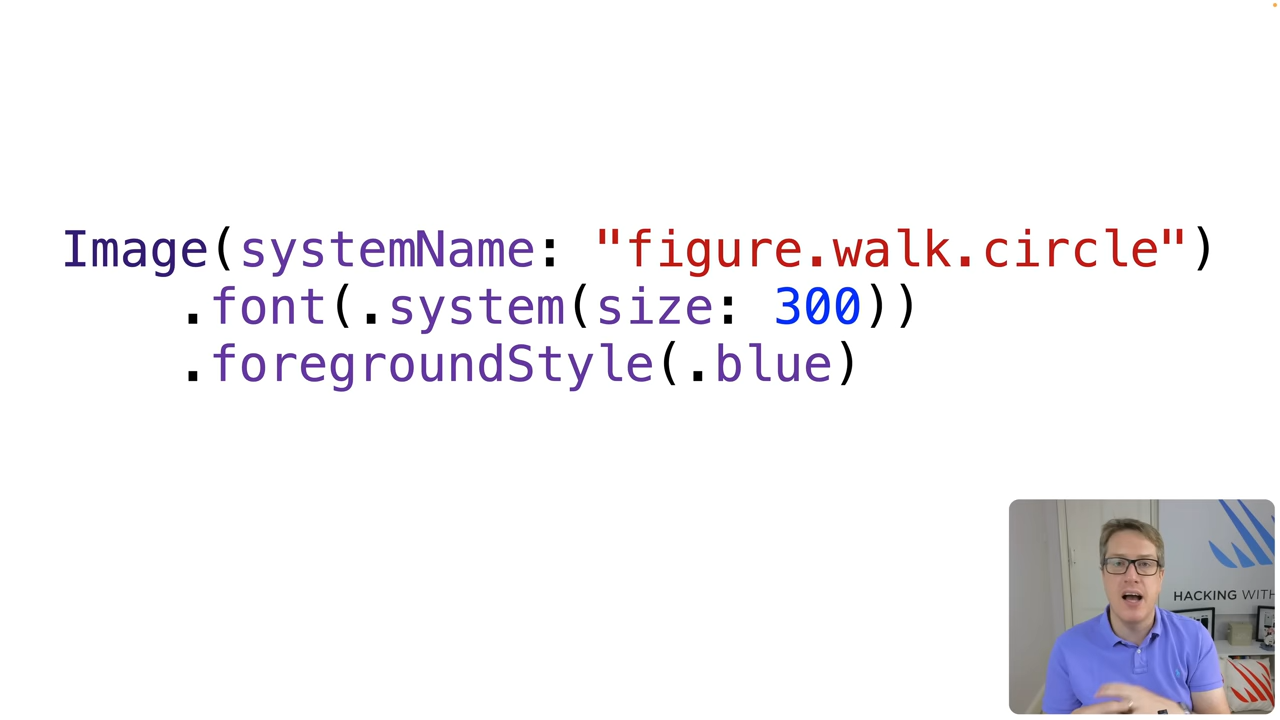 Image(systemName: "figure.walk.circle")
    .font(.system(size: 300))
    .foregroundStyle(.blue)
HACKING WITH